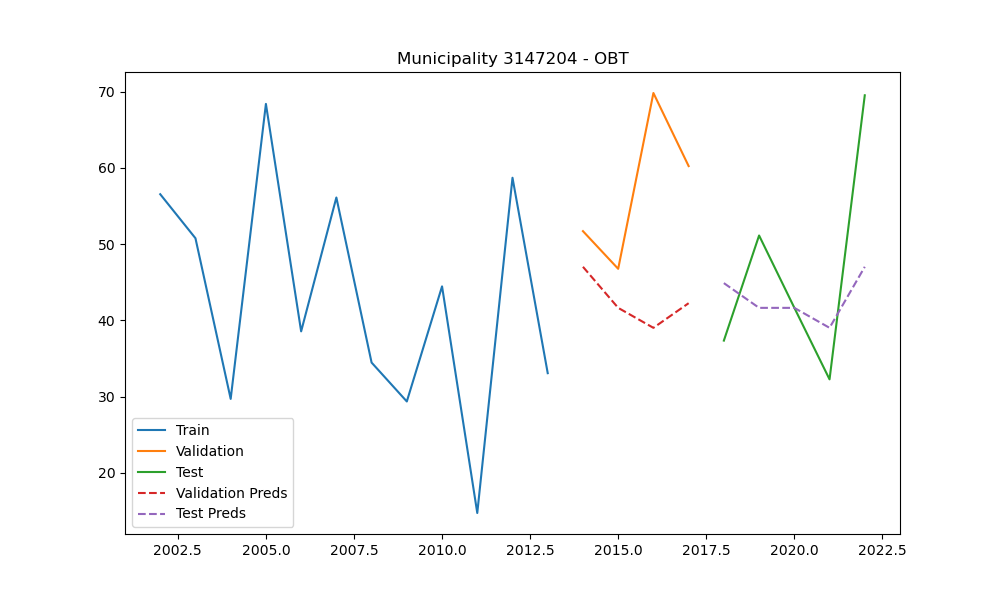 Municipality 3147204 - OBT
70
60
50
40
30
20
Train
Validation
Test
Validation Preds
Test Preds
2002.5 2005.0 2007.5 2010.0 2012.5 2015.0 2017.5 2020.0 2022.5